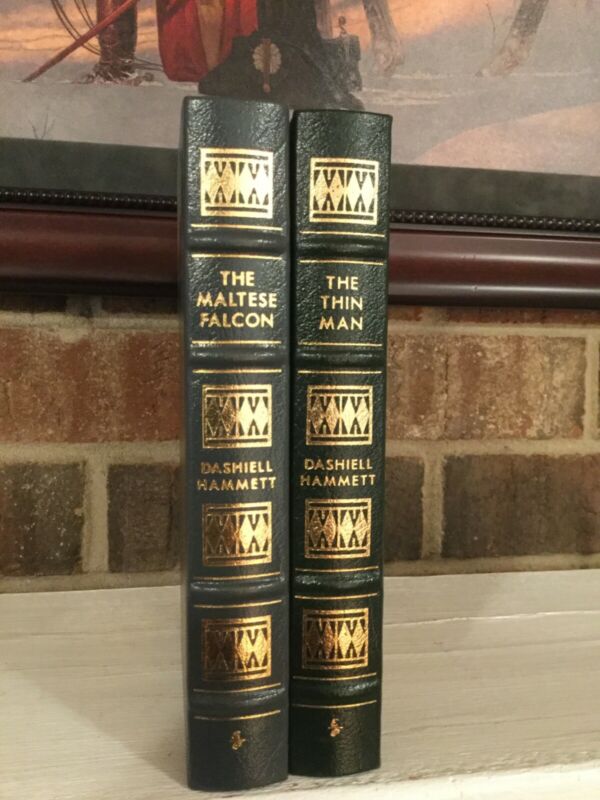 THE
MALTESE
FALCON
DASHIELL
HAMMETT
THE
THIN
MAN
DASHIELL
HAMMETT